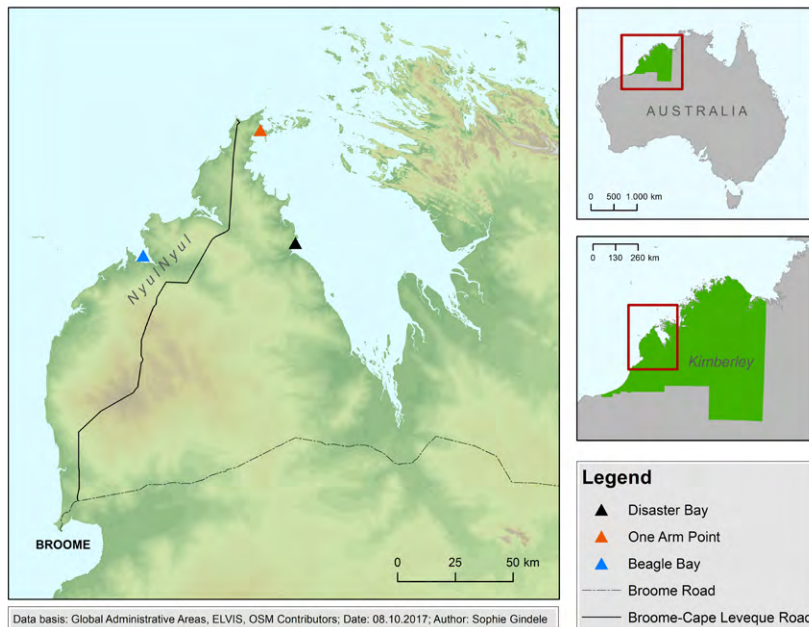 NyulNyul
BROOME
0 25 50 km
Data basis: Global Administrative Areas, ELVIS, OSM Contributors; Date: 08.10.2017; Author: Sophie Gindele
AUSTRALIA
0 500 1.000 km
0 130 260 km
Kimberley
Legend
Disaster Bay
One Arm Point
Beagle Bay
Broome Road
Broome-Cape Leveque Road